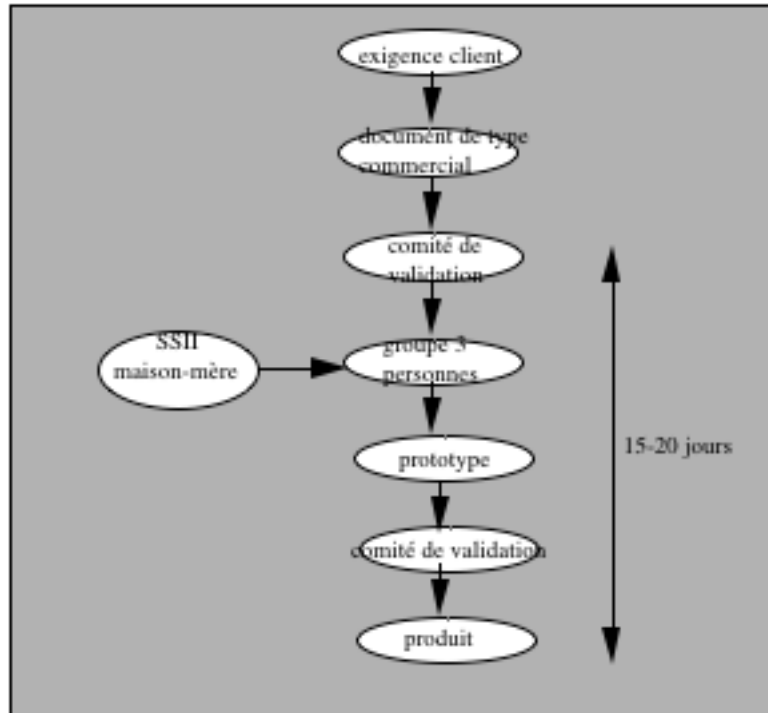 exigence client
document de type
commercial
comité de
validation
SSII
maison-mère
groupe 3
personnes
prototype
15-20 jours
comité de validation
produit